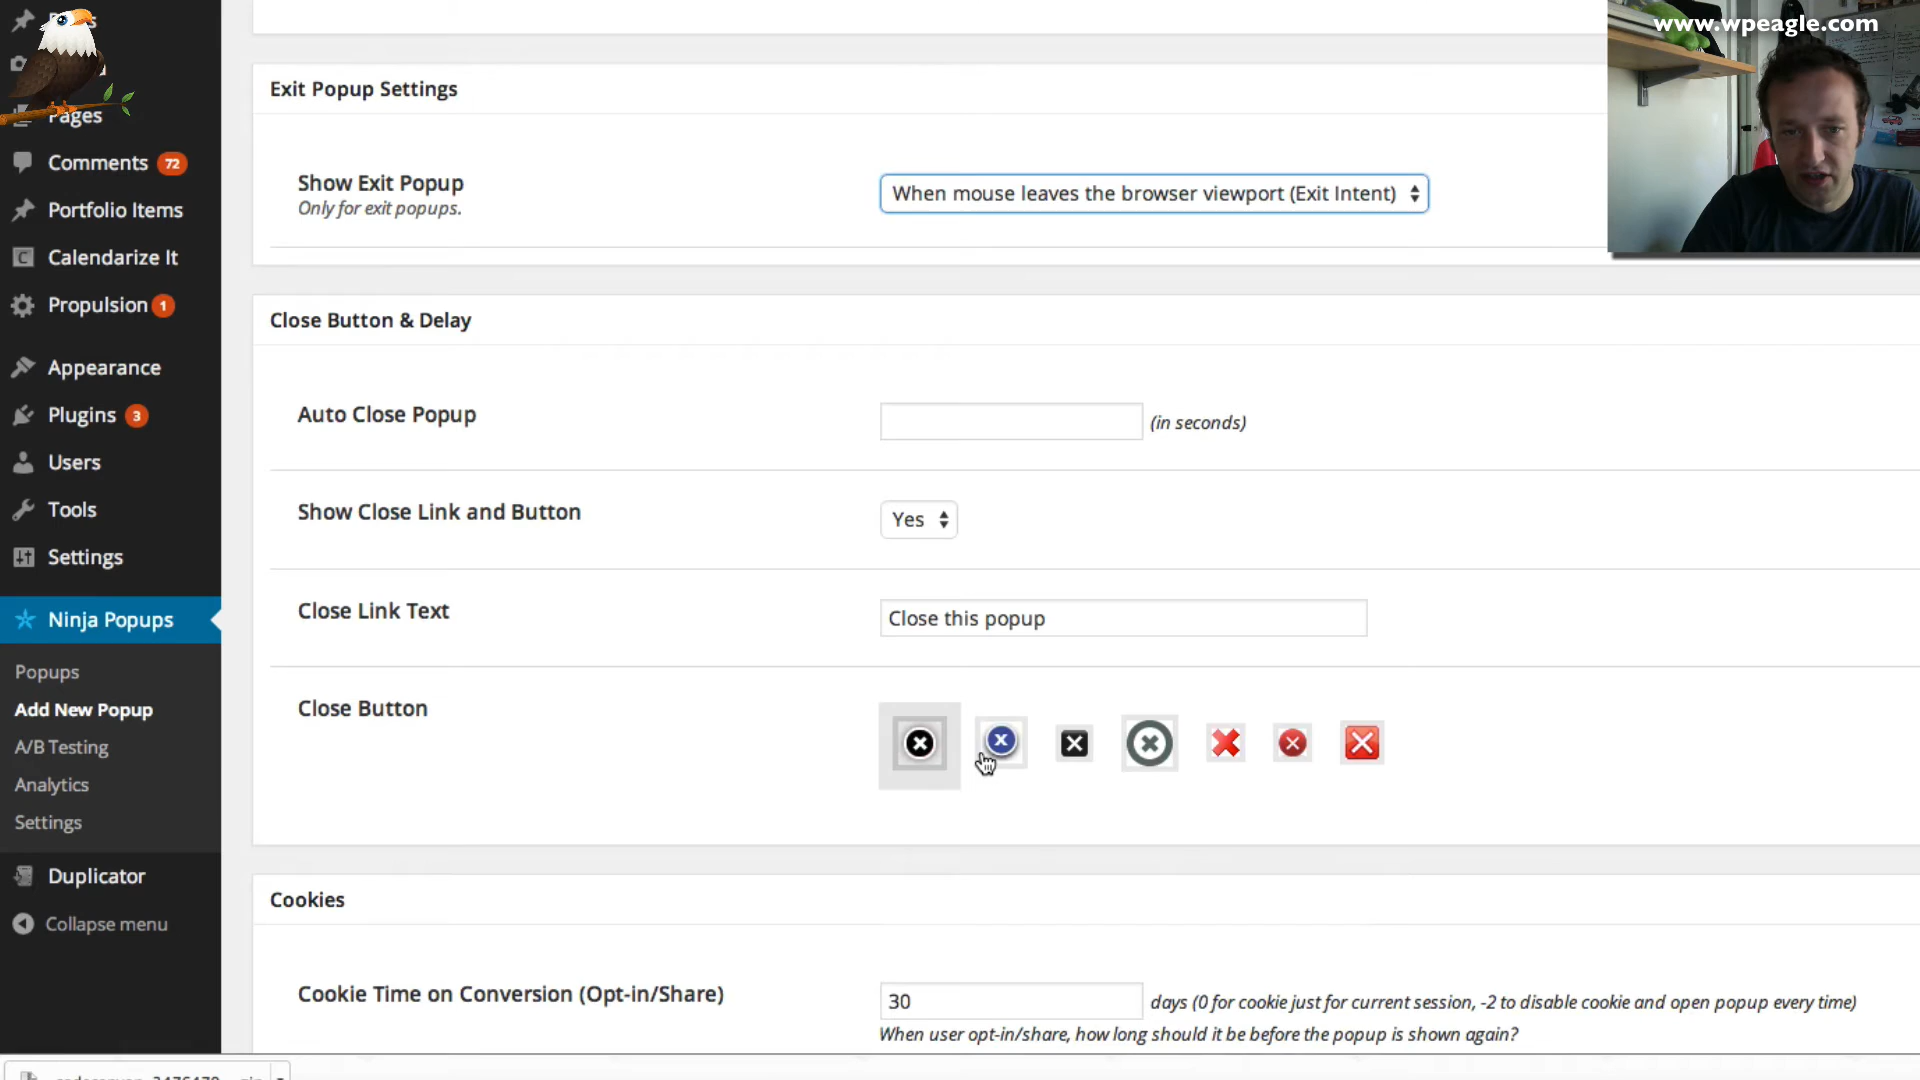 www.wpeagle.com
Pages
Comments 72
Portfolio Items
Calendarize It
Propulsion 1
Appearance
Plugins 3
Users
Tools
Settings
Ninja Popups
Popups
Add New Popup
A/B Testing
Analytics
Settings
Duplicator
Collapse menu
Exit Popup Settings
Show Exit Popup
Only for exit popups.
When mouse leaves the browser viewport (Exit Intent)
Close Button & Delay
Auto Close Popup
(in seconds)
Show Close Link and Button
Yes
Close Link Text
Close this popup
Close Button
Cookies
Cookie Time on Conversion (Opt-in/Share)
30
days (0 for cookie just for current session, -2 to disable cookie and open popup every time)
When user opt-in/share, how long should it be before the popup is shown again?